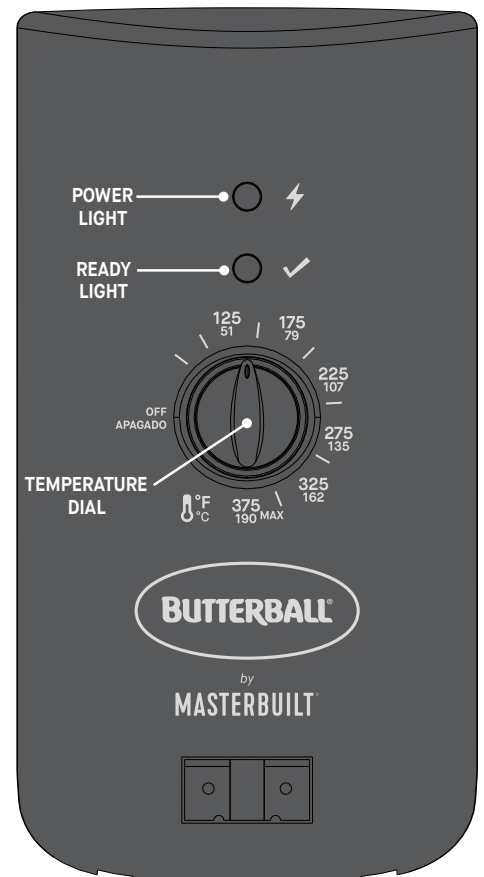 POWER
LIGHT
READY
LIGHT
125
51
175
79
225
107
275
135
325
162
375
190 MAX
OFF
APAGADO
TEMPERATURE
DIAL
°F
°C
BUTTERBALL®
by
MASTERBUILT